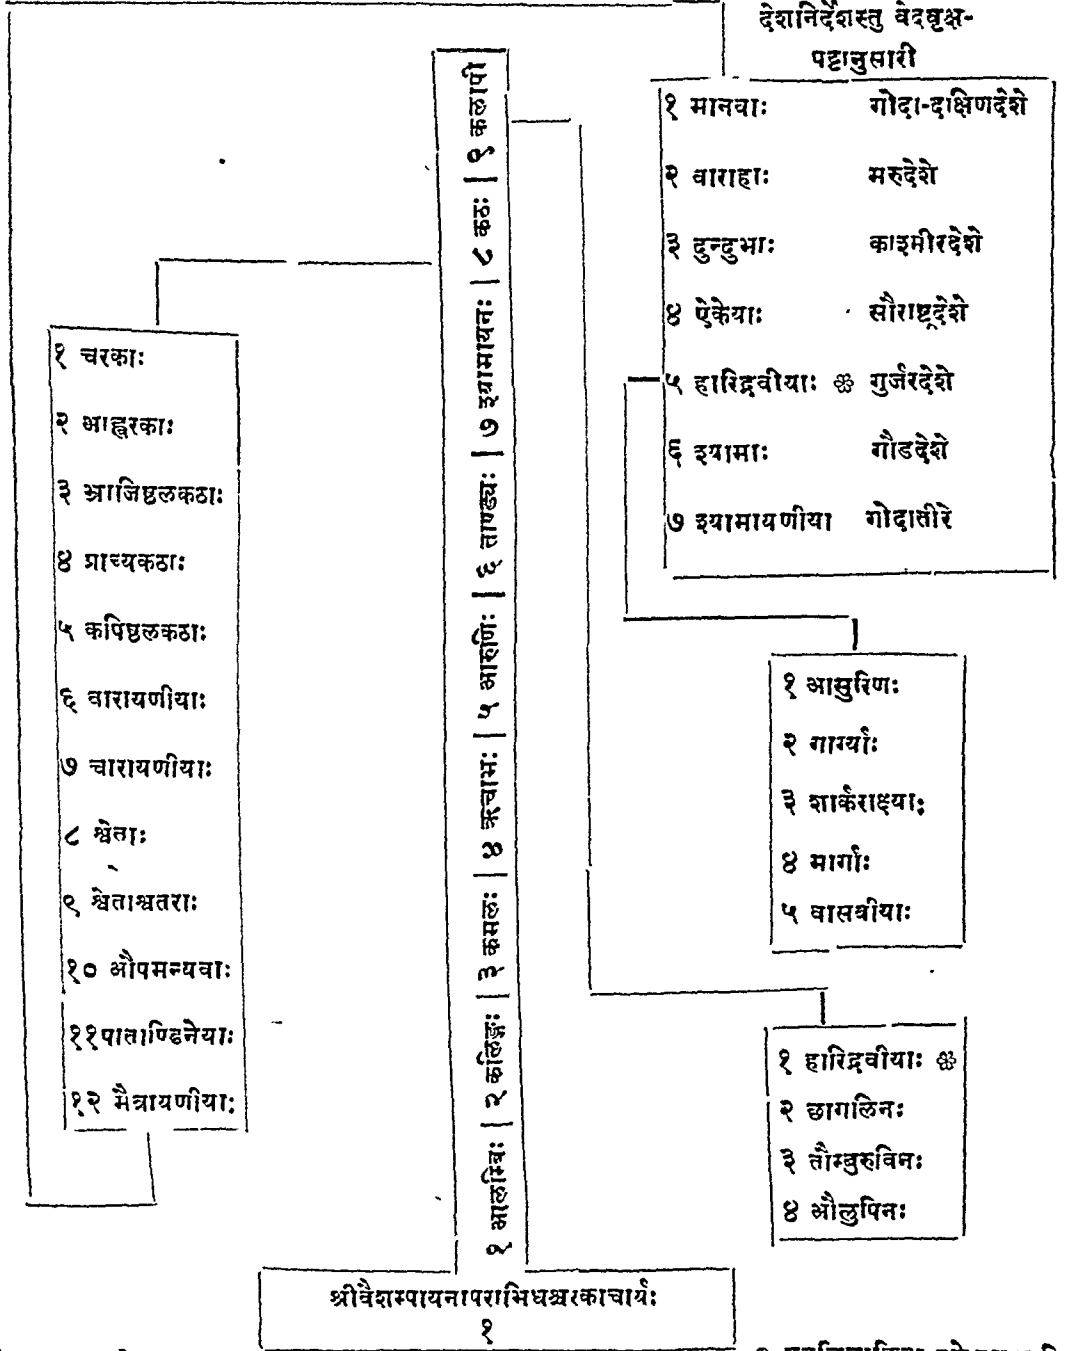 देशनिर्देशस्तु वेदवृक्ष-
पट्टानुसारी
१ मानवाः गोदा-दक्षिणदेशे
२ वाराहाः मरुदेशे
३ दुन्दुभाः काश्मीरदेशे
४ ऐकेयाः सौराष्ट्रदेशे
५ हारिद्रवीयाः ❀ गुर्जरदेशे
६ श्यामाः गौडदेशे
७ श्यामायणीया गोदातीरे
१ आलम्बिः | २ कलिङ्गः | ३ कमलः | ४ ऋचाभः | ५ आरुणिः | ६ ताण्ड्यः | ७ श्यामायनः | ८ कठः | ९ कलापी
१ चरकाः
२ आह्वरकाः
३ भ्राजिष्ठलकठाः
४ प्राच्यकठाः
५ कपिष्ठलकठाः
६ वारायणीयाः
७ चारायणीयाः
८ श्वेताः
९ श्वेताश्वतराः
१० औपमन्यवाः
११पाताण्डिनेयाः
१२ मैत्रायणीयाः
१ आसुरिणः
२ गार्ग्याः
३ शार्कराक्ष्याः
४ मार्गाः
५ वासवीयाः
१ हारिद्रवीयाः ❀
२ छागलिनः
३ तौम्बुरुविनः
४ औलुपिनः
श्रीवैशम्पायनापराभिधश्चरकाचार्यः
१